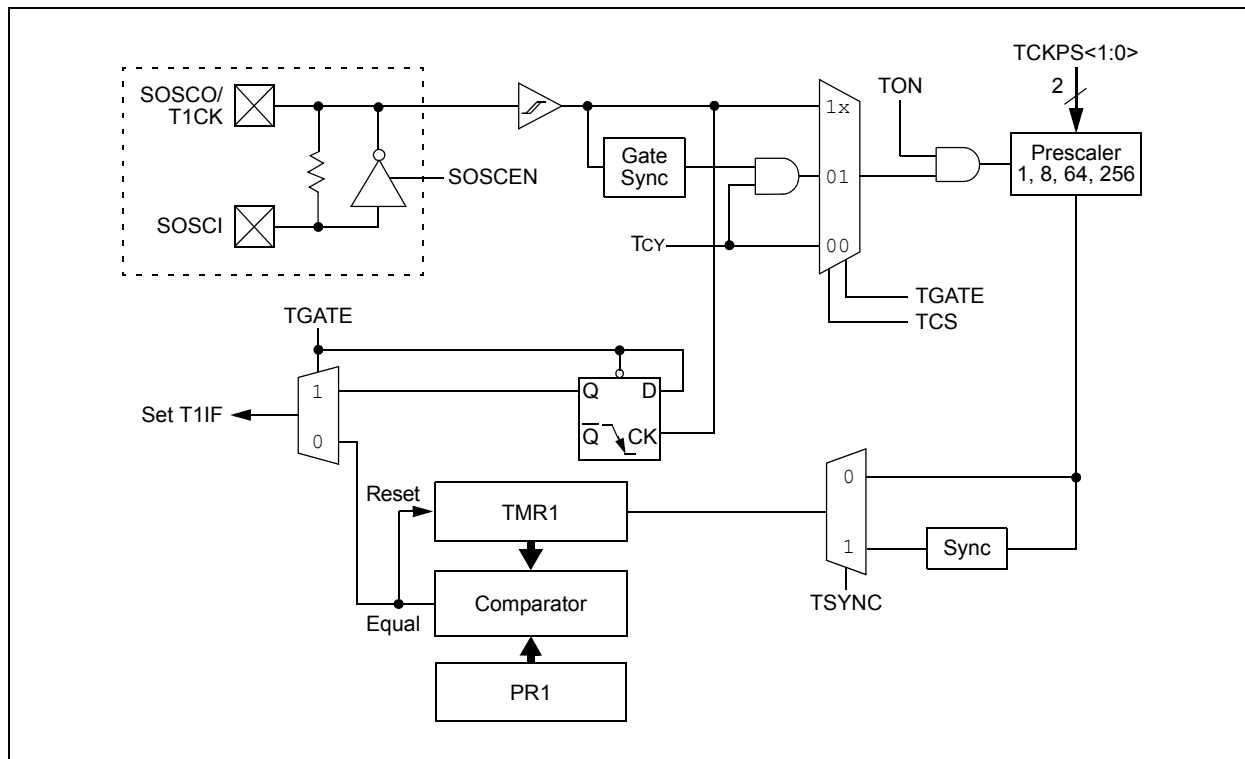 TCKPS<1:0>
2
TON
SOSCO/
T1CK
1x
Gate
Sync
Prescaler
1, 8, 64, 256
SOSCEN
01
SOSCI
TCY
00
TGATE
TCS
TGATE
1
Q
D
Set T1IF
0
Q
CK
Reset
0
TMR1
1
Sync
TSYNC
Comparator
Equal
PR1